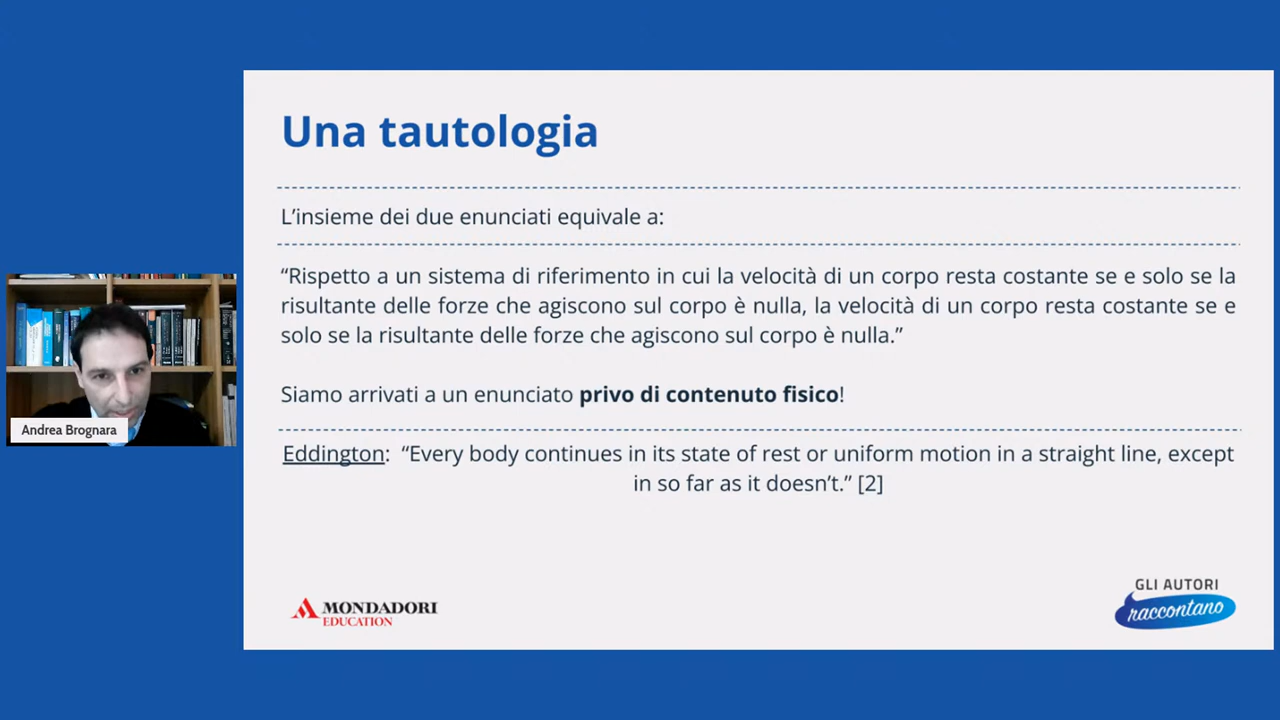 Una tautologia
L’insieme dei due enunciati equivale a:
“Rispetto a un sistema di riferimento in cui la velocità di un corpo resta costante se e solo se la
risultante delle forze che agiscono sul corpo è nulla, la velocità di un corpo resta costante se e
solo se la risultante delle forze che agiscono sul corpo è nulla.”
Siamo arrivati a un enunciato privo di contenuto fisico!
Eddington: “Every body continues in its state of rest or uniform motion in a straight line, except
in so far as it doesn’t.” [2]
Andrea Brognara
MONDADORI
EDUCATION
GLI AUTORI
raccontano